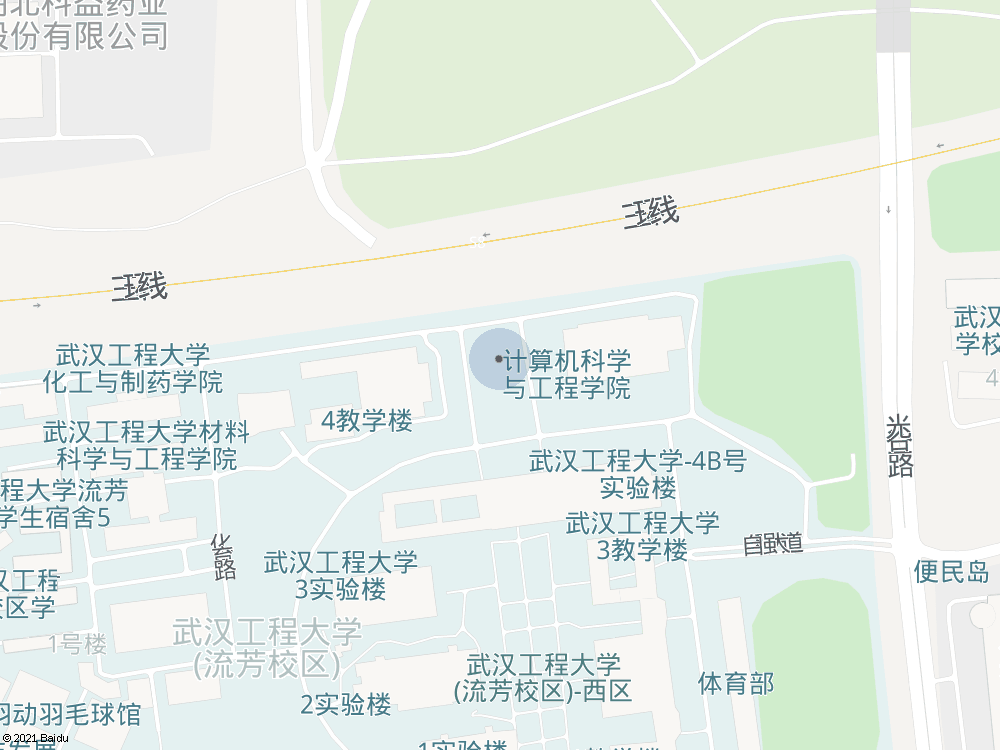 湖北科益药业
股份有限公司
三环线
S8
三环线
武汉工程大学
化工与制药学院
计算机科学
与工程学院
4教学楼
武汉工程大学材料
科学与工程学院
武汉工程大学-4B号
实验楼
程大学流芳
学生宿舍5
武汉
学校
4
光谷一路
武汉工程大学
3教学楼
自强大道
化育路
武汉工程大学
3实验楼
汉工程
校区学
便民岛
1号楼
武汉工程大学
(流芳校区)
武汉工程大学
(流芳校区)-西区
体育部
2实验楼
羽动羽毛球馆
1实验楼
© 2021 Baidu